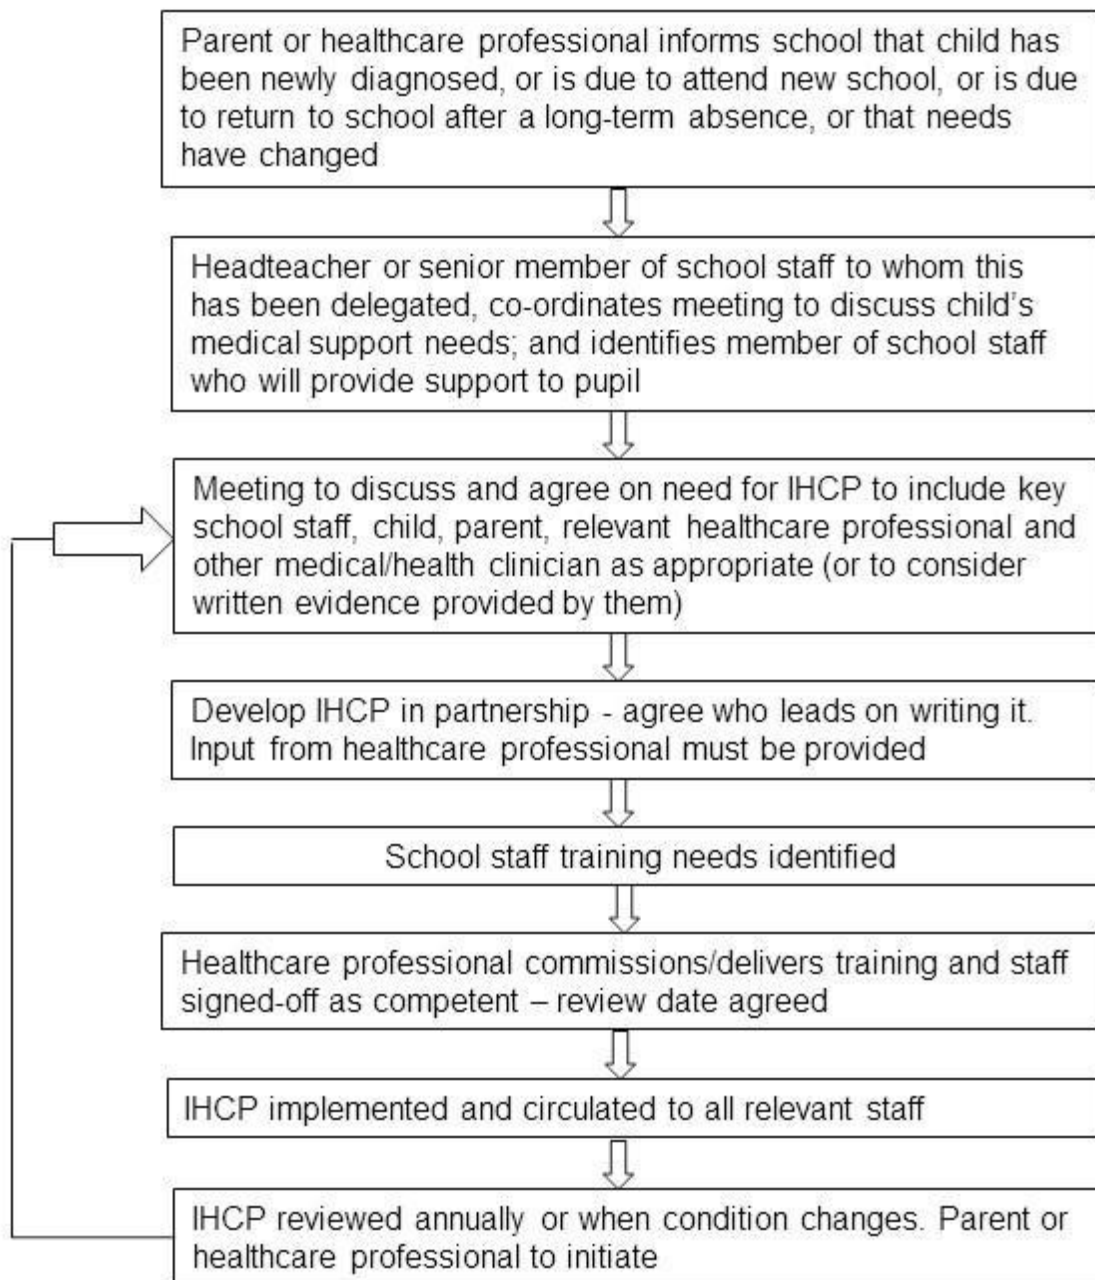 Parent or healthcare professional informs school that child has
been newly diagnosed, or is due to attend new school, or is due
to return to school after a long-term absence, or that needs
have changed
Headteacher or senior member of school staff to whom this
has been delegated, co-ordinates meeting to discuss child's
medical support needs; and identifies member of school staff
who will provide support to pupil
Meeting to discuss and agree on need for IHCP to include key
school staff, child, parent, relevant healthcare professional and
other medical/health clinician as appropriate (or to consider
written evidence provided by them)
Develop IHCP in partnership - agree who leads on writing it.
Input from healthcare professional must be provided
School staff training needs identified
Healthcare professional commissions/delivers training and staff
signed-off as competent – review date agreed
IHCP implemented and circulated to all relevant staff
IHCP reviewed annually or when condition changes. Parent or
healthcare professional to initiate